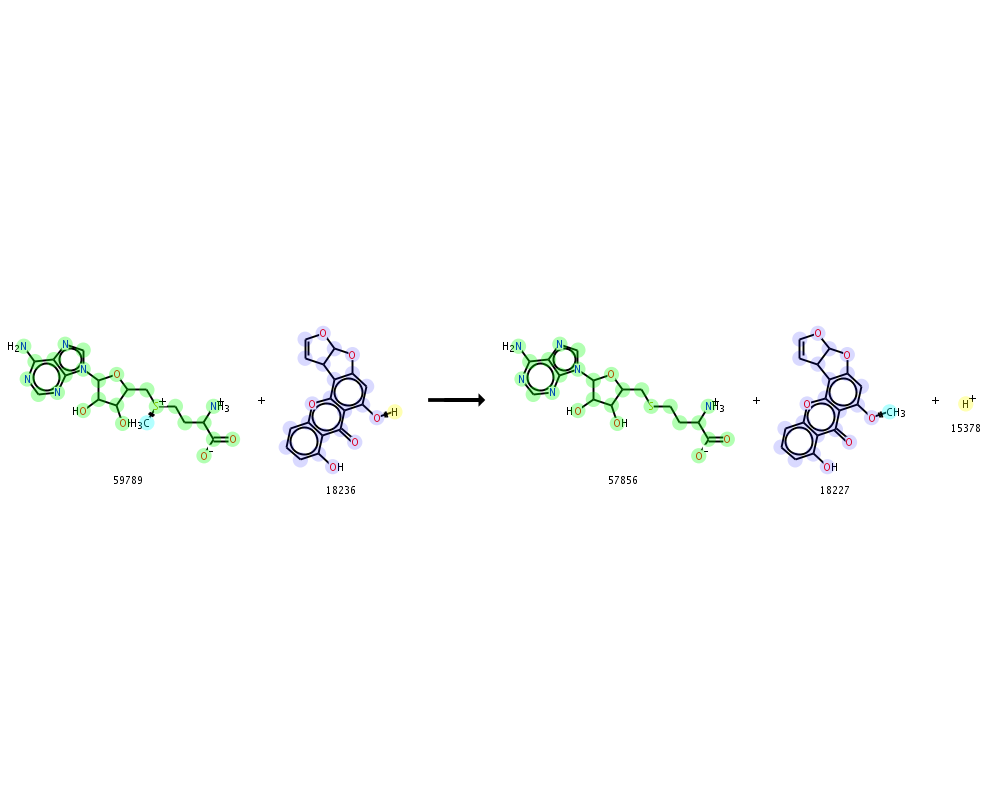 H2N N N N N O HO OH H3C S+ NH3+ O O-
59789
+
O O O O O H OH
18236
H2N N N N N O HO OH S NH3+ O O-
57856
+
O O O O O CH3 OH
18227
+
H+
15378